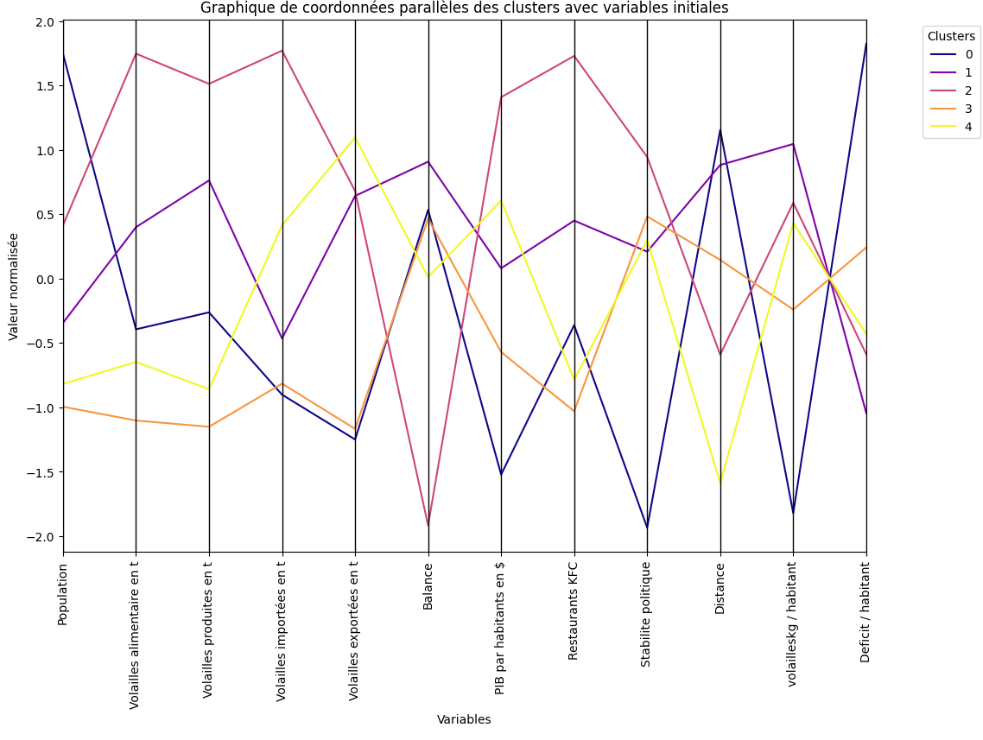 Graphique de coordonnées parallèles des clusters avec variables initiales
Clusters
0
1
2
3
4
Valeur normalisée
2.0
1.5
1.0
0.5
0.0
−0.5
−1.0
−1.5
−2.0
Population
Volailles alimentaire en t
Volailles produites en t
Volailles importées en t
Volailles exportées en t
Balance
PIB par habitants en $
Restaurants KFC
Stabilite politique
Distance
volailleskg / habitant
Deficit / habitant
Variables